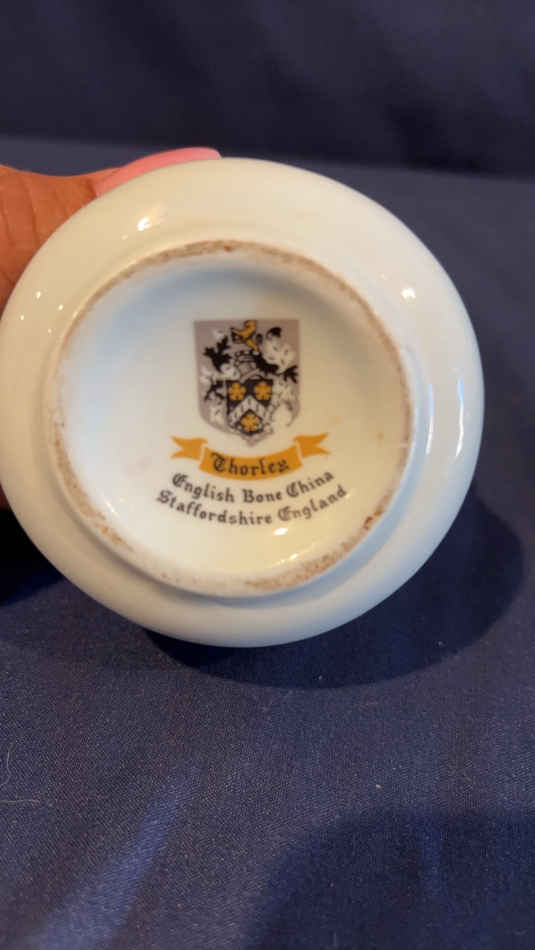 Thorley
English Bone China
Staffordshire England